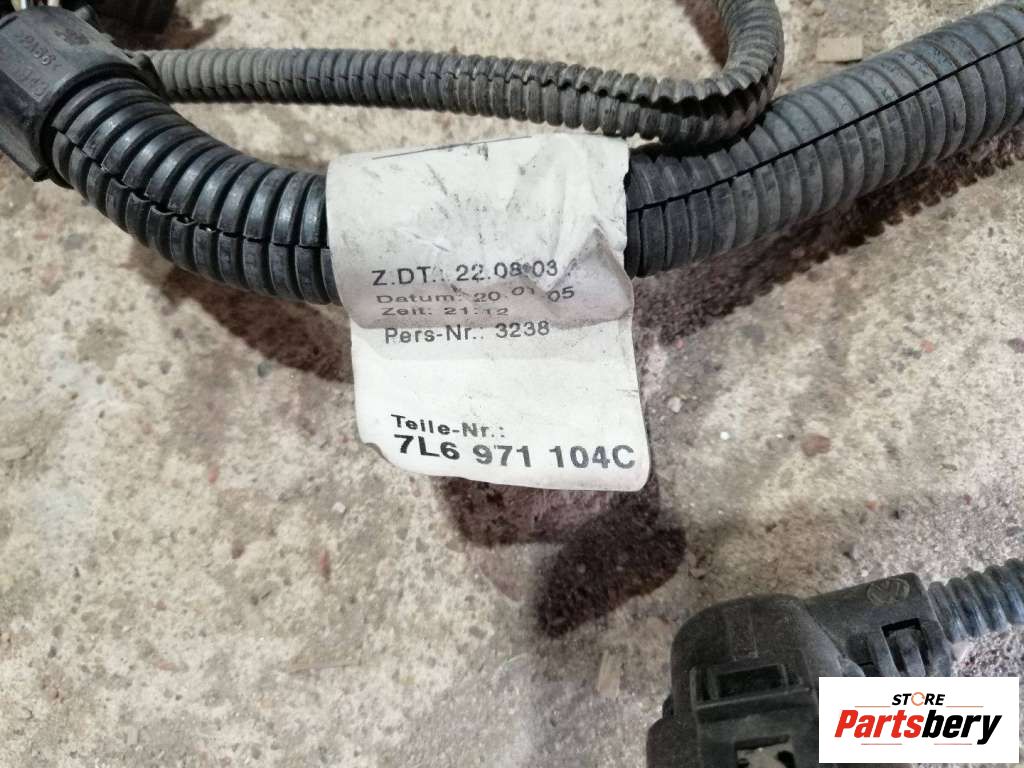 Z.DT.: 22.08.03
Datum: 20.01.05
Zeit: 21:12
Pers-Nr.: 3238
Teile-Nr.:
7L6 971 104C
STORE
Partsbery